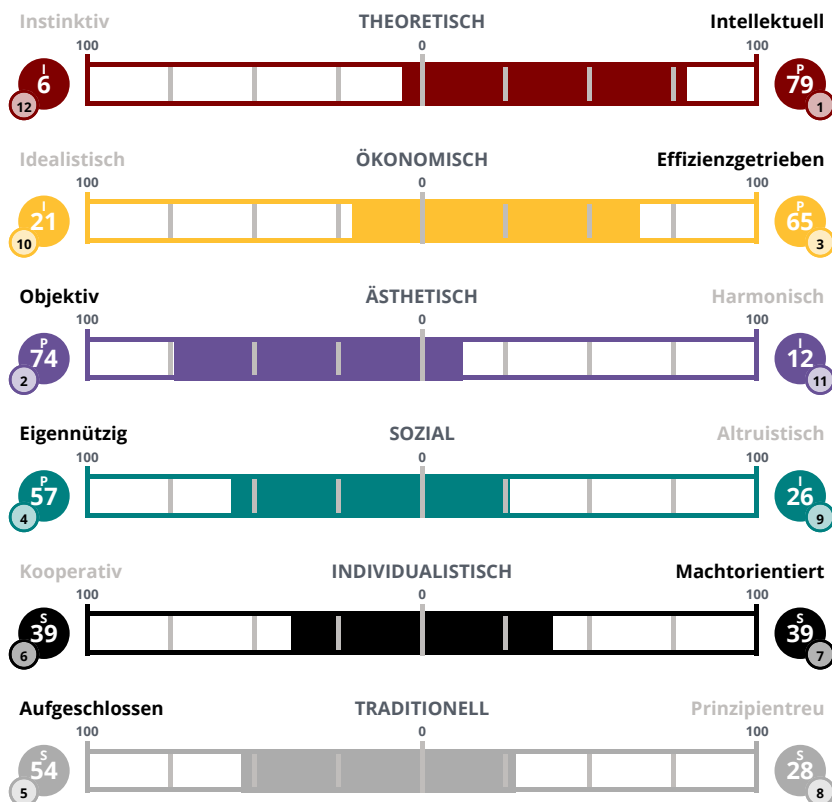 Instinktiv THEORETISCH Intellektuell
100 0 100
I P
6 79
12 1
Idealistisch ÖKONOMISCH Effizienzgetrieben
100 0 100
I P
21 65
10 3
Objektiv ÄSTHETISCH Harmonisch
100 0 100
P I
74 12
2 11
Eigennützig SOZIAL Altruistisch
100 0 100
P I
57 26
4 9
Kooperativ INDIVIDUALISTISCH Machtorientiert
100 0 100
S S
39 39
6 7
Aufgeschlossen TRADITIONELL Prinzipientreu
100 0 100
S S
54 28
5 8